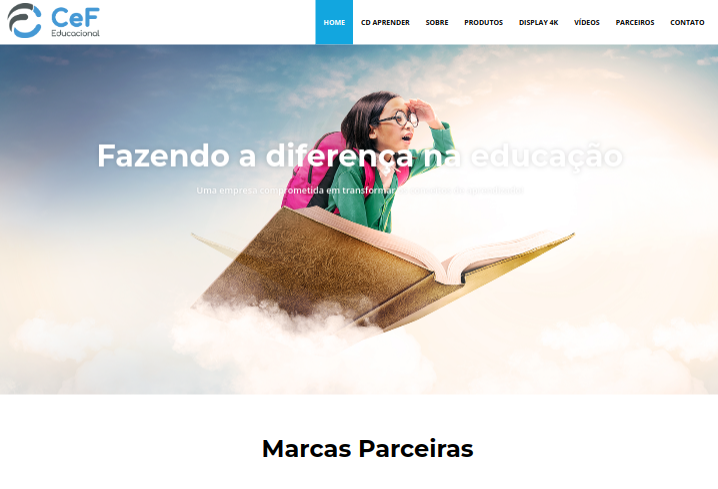 CeF
Educacional
HOME CD APRENDER SOBRE PRODUTOS DISPLAY 4K VÍDEOS PARCEIROS CONTATO
Fazendo a diferença na educação
Uma empresa comprometida em transformar
Marcas Parceiras